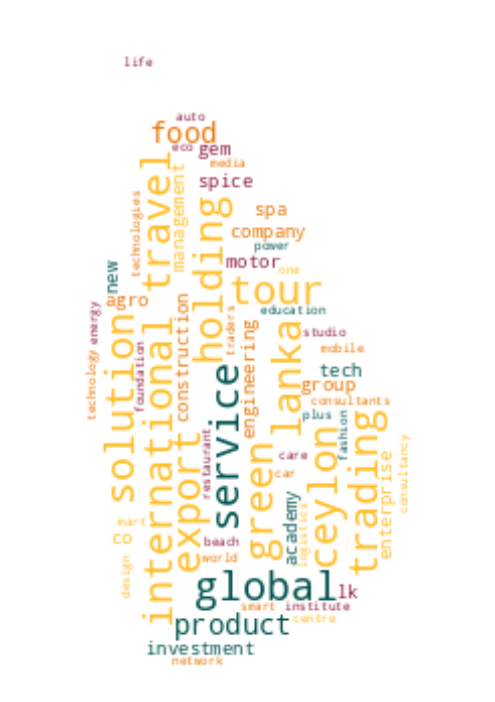 life
auto
food
eco
gem
media
spice
travel
management
technologies
holding
spa
company
power
motor
one
new
tour
agro
education
energy
solution
international
construction
traders
engineering
lanka
studio
mobile
foundation
technology
tech
group
consultants
service
plus
fashion
export
restaurant
green
ceylon
trading
care
car
enterprise
consultancy
academy
logistics
mart
co
beach
world
design
global
lk
smart
institute
product
centre
investment
network